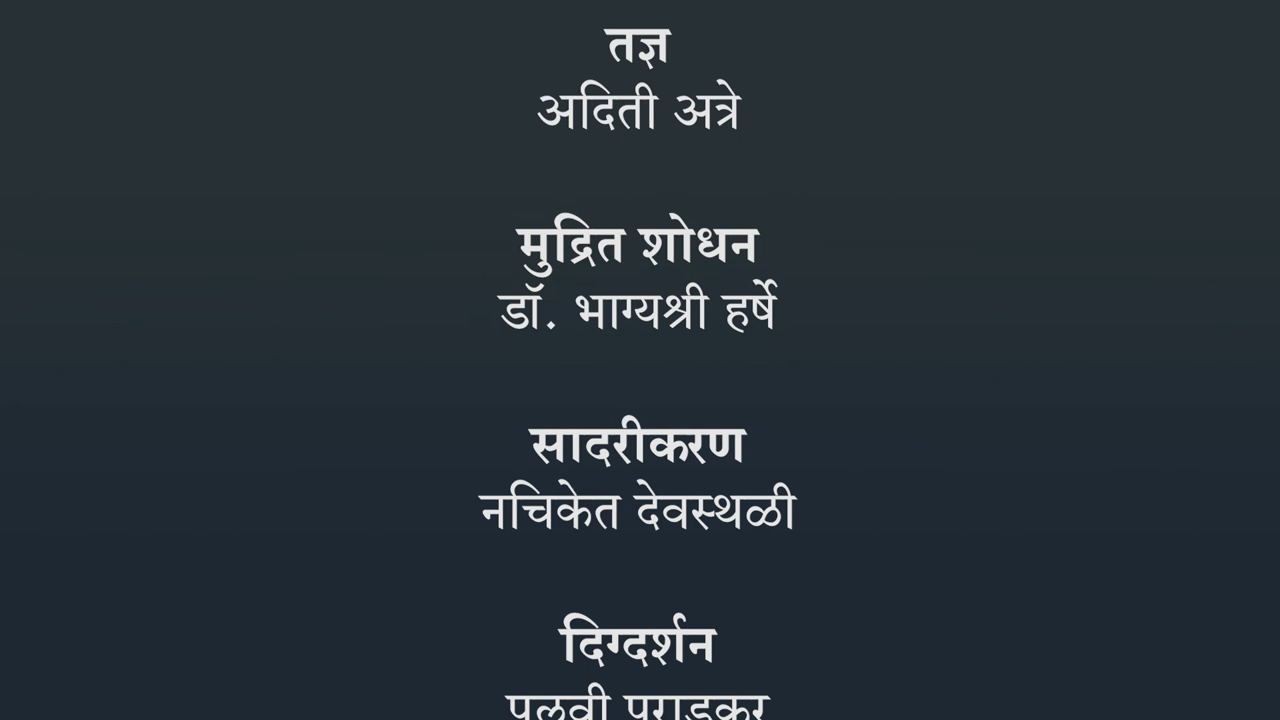 तज्ञ
अदिती अत्रे
मुद्रित शोधन
डॉ. भाग्यश्री हर्षे
सादरीकरण
नचिकेत देवस्थळी
दिग्दर्शन